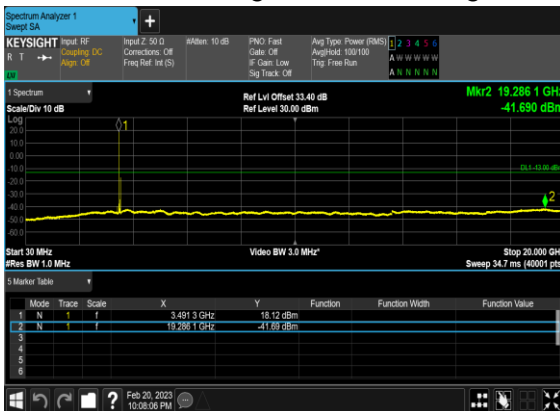 Spectrum Analyzer 1
Swept SA
KEYSIGHT
R T
LV
Input: RF
Coupling: DC
Align: Off
Input Z: 50 Ω
Corrections: Off
Freq Ref: Int (S)
#Atten: 10 dB
PNO: Fast
Gate: Off
IF Gain: Low
Sig Track: Off
Avg Type: Power (RMS)
Avg|Hold: 100/100
Trig: Free Run
1 2 3 4 5 6
A W W W W W
A N N N N N
1 Spectrum
Scale/Div 10 dB
Ref Lvl Offset 33.40 dB
Ref Level 30.00 dBm
Mkr2 19.286 1 GHz
-41.690 dBm
Log
20.0
10.0
0.00
-10.0
-20.0
-30.0
-40.0
-50.0
-60.0
1
DL1 -13.00 dBm
2
Start 30 MHz
#Res BW 1.0 MHz
Video BW 3.0 MHz*
Stop 20.000 GHz
Sweep 34.7 ms (40001 pts)
5 Marker Table
Mode Trace Scale X Y Function Function Width Function Value
1 N 1 f 3.491 3 GHz 18.12 dBm
2 N 1 f 19.286 1 GHz -41.69 dBm
3
4
5
6
?
Feb 20, 2023
10:08:06 PM